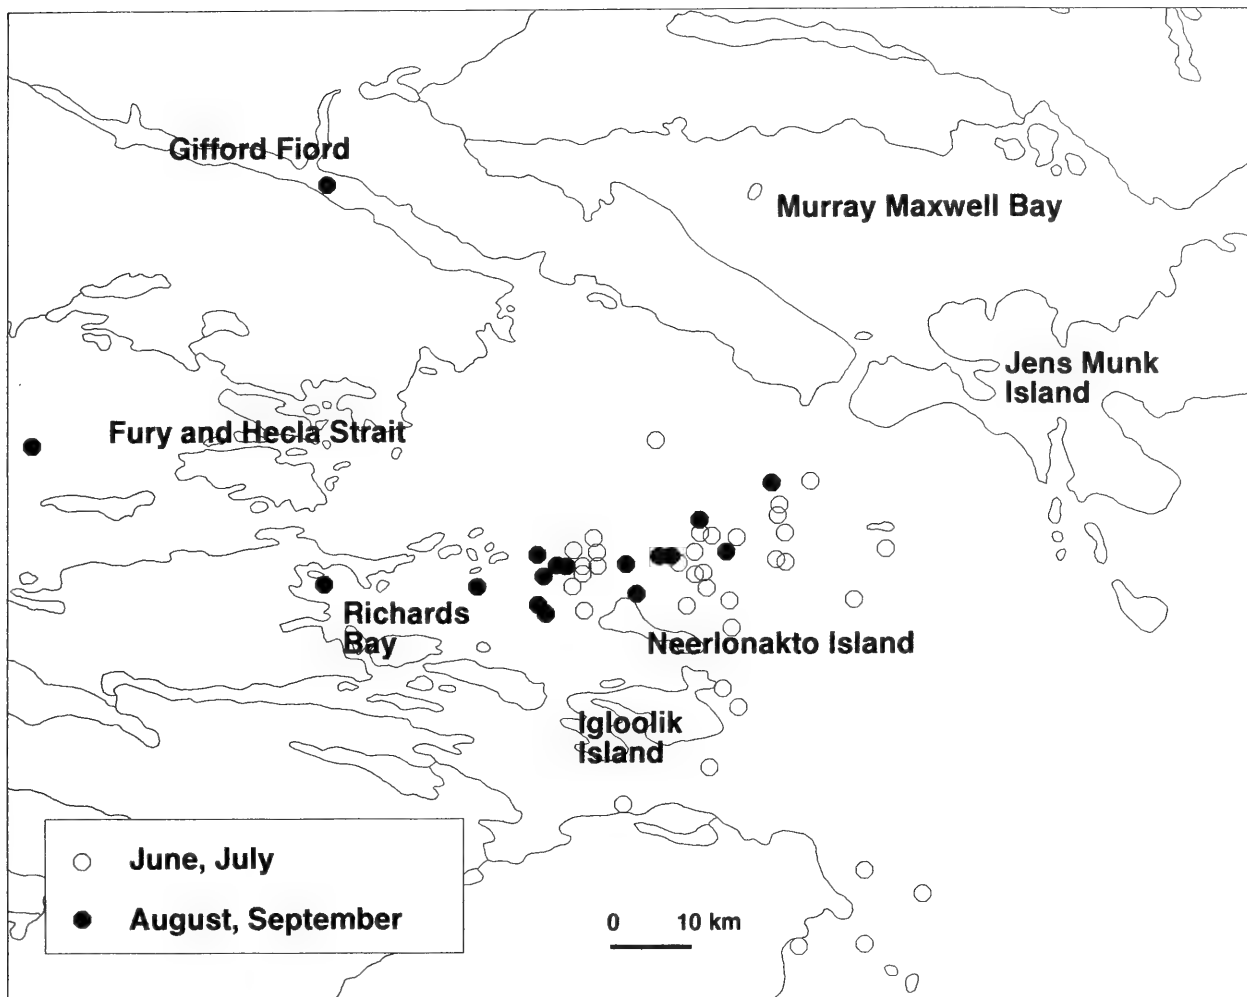 Gifford Fiord
Murray Maxwell Bay
Jens Munk
Island
Fury and Hecla Strait
Richards
Bay
Neerlonakto Island
Igloolik
Island
June, July
August, September
0 10 km